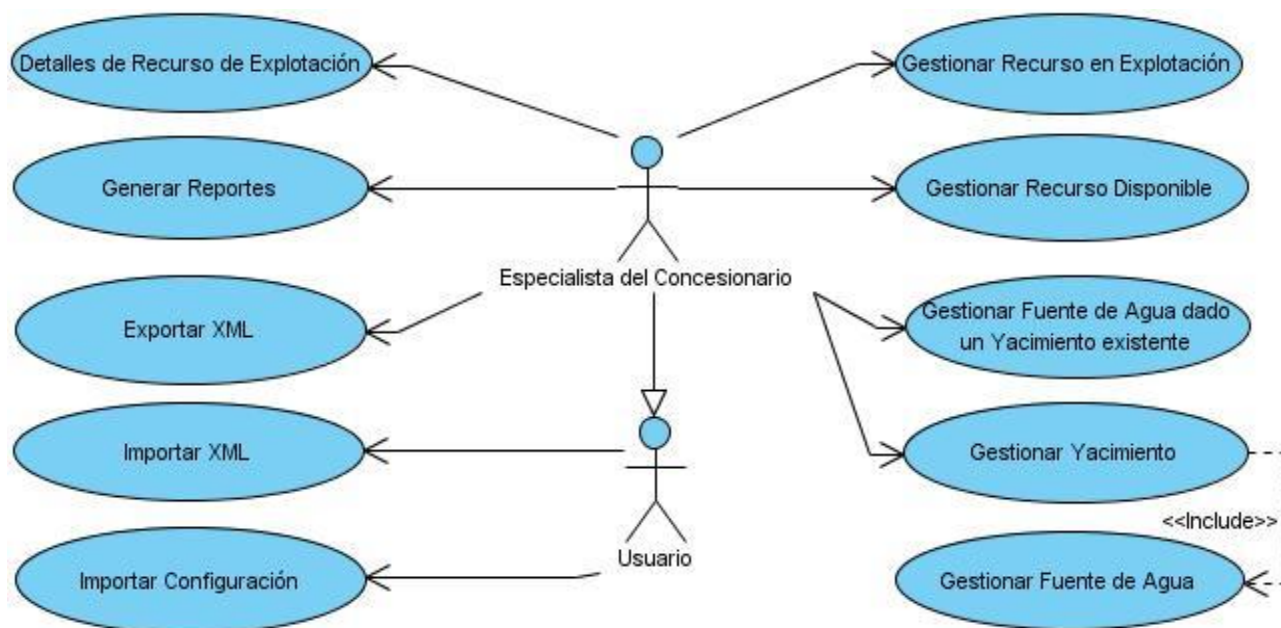 Detalles de Recurso de Explotación
Gestionar Recurso en Explotación
Generar Reportes
Gestionar Recurso Disponible
Especialista del Concesionario
Exportar XML
Gestionar Fuente de Agua dado
un Yacimiento existente
Importar XML
Gestionar Yacimiento
<<Include>>
Usuario
Importar Configuración
Gestionar Fuente de Agua